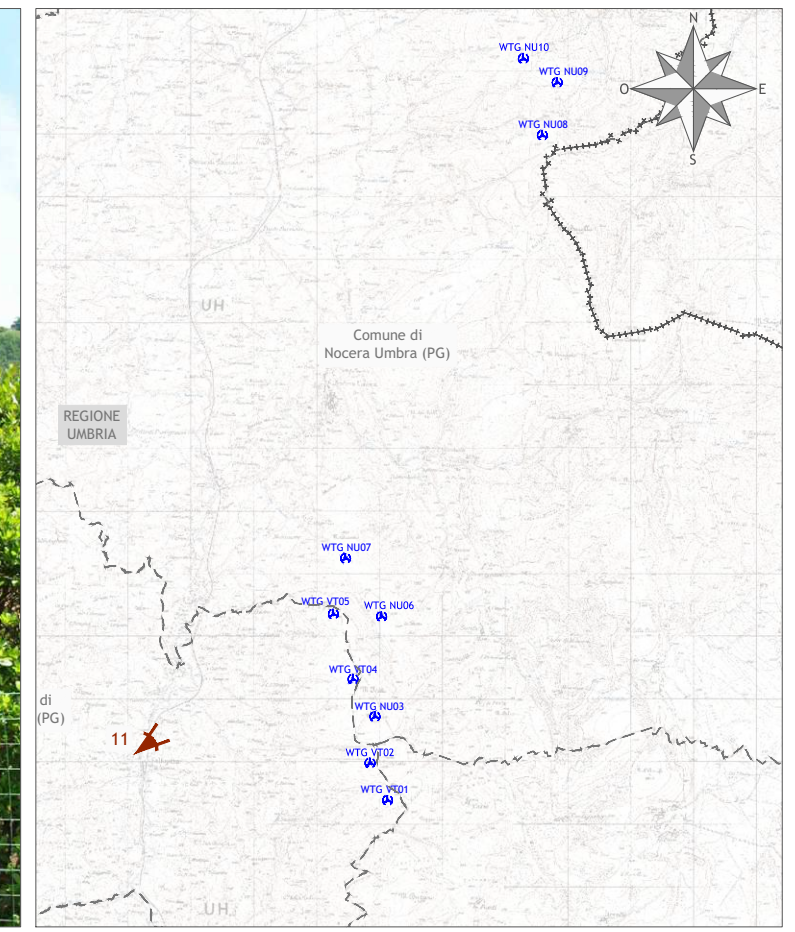 WTG NU10
WTG NU09
N
O
E
S
WTG NU08
UH
Comune di
Nocera Umbra (PG)
REGIONE
UMBRIA
WTG NU07
WTG VT05
WTG NU06
WTG VT04
di
(PG)
WTG NU03
11
WTG VT02
WTG VT01
UH